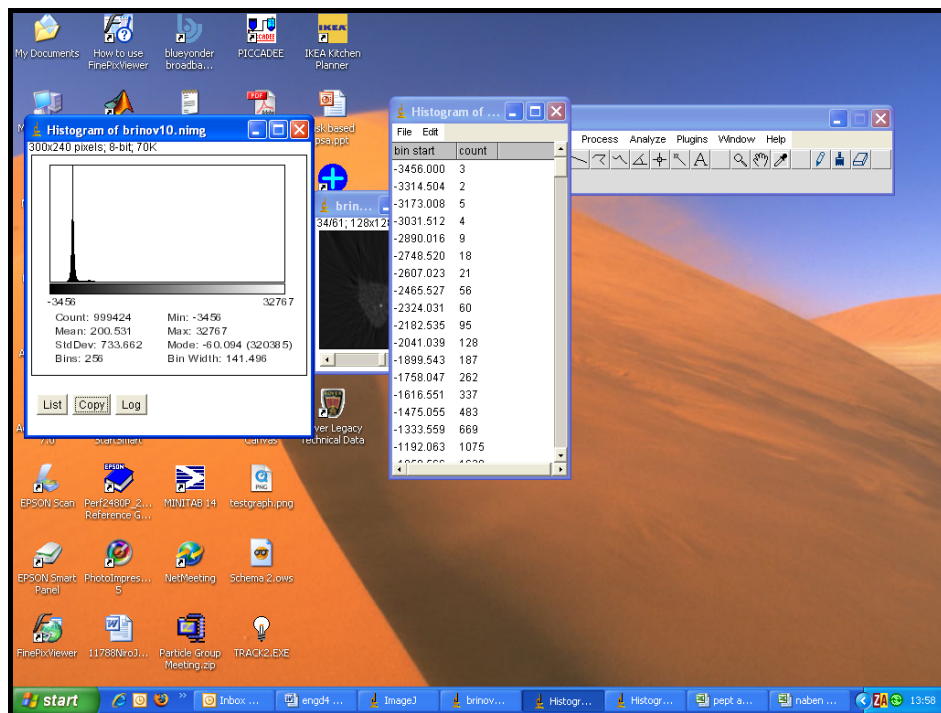 My Documents
How to use
FinePixViewer
blueyonder
broadba...
PICCADEE
IKEA Kitchen
Planner
Histogram of brinov10.nimg
300x240 pixels; 8-bit; 70K
-3456
32767
Count: 999424
Min: -3456
Mean: 200.531
Max: 32767
StdDev: 733.662
Mode: -60.094 (320385)
Bins: 256
Bin Width: 141.496
List
Copy
Log
psa.ppt
brin...
34/61; 128x12
Histogram of ...
File Edit
bin start count
-3456.000 3
-3314.504 2
-3173.008 5
-3031.512 4
-2890.016 9
-2748.520 18
-2607.023 21
-2465.527 56
-2324.031 60
-2182.535 95
-2041.039 128
-1899.543 187
-1758.047 262
-1616.551 337
-1475.055 483
-1333.559 669
-1192.063 1075
Process Analyze Plugins Window Help
ver Legacy
Technical Data
EPSON Scan
Perf2480P_2...
Reference G...
MINITAB 14
testgraph.png
EPSON Smart
Panel
PhotoImpres...
5
NetMeeting
Schema 2.ows
FinePixViewer
11788NiroJ...
Particle Group
Meeting.zip
TRACK2.EXE
start
Inbox ...
engd4 ...
ImageJ
brinov...
Histogr...
Histogr...
pept a...
naben ...
13:58